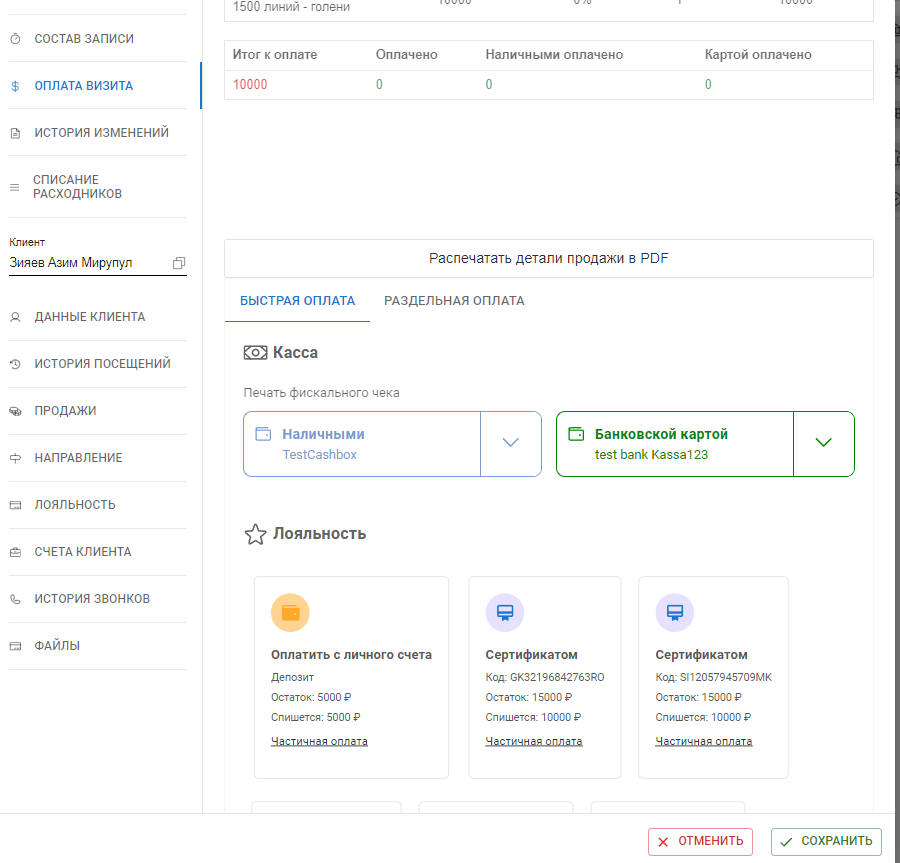 1500 линий - голени 10000 0% 1 10000
СОСТАВ ЗАПИСИ
ОПЛАТА ВИЗИТА
ИСТОРИЯ ИЗМЕНЕНИЙ
СПИСАНИЕ
РАСХОДНИКОВ
Клиент
Зияев Азим Мирупул
ДАННЫЕ КЛИЕНТА
ИСТОРИЯ ПОСЕЩЕНИЙ
ПРОДАЖИ
НАПРАВЛЕНИЕ
ЛОЯЛЬНОСТЬ
СЧЕТА КЛИЕНТА
ИСТОРИЯ ЗВОНКОВ
ФАЙЛЫ
Итог к оплате Оплачено Наличными оплачено Картой оплачено
10000 0 0 0
Распечатать детали продажи в PDF
БЫСТРАЯ ОПЛАТА РАЗДЕЛЬНАЯ ОПЛАТА
Касса
Печать фискального чека
Наличными
TestCashbox
Банковской картой
test bank Kassa123
Лояльность
Оплатить с личного счета
Депозит
Остаток: 5000 ₽
Спишется: 5000 ₽
Частичная оплата
Сертификатом
Код: GK32196842763RO
Остаток: 15000 ₽
Спишется: 10000 ₽
Частичная оплата
Сертификатом
Код: SI12057945709MK
Остаток: 15000 ₽
Спишется: 10000 ₽
Частичная оплата
ОТМЕНИТЬ
СОХРАНИТЬ